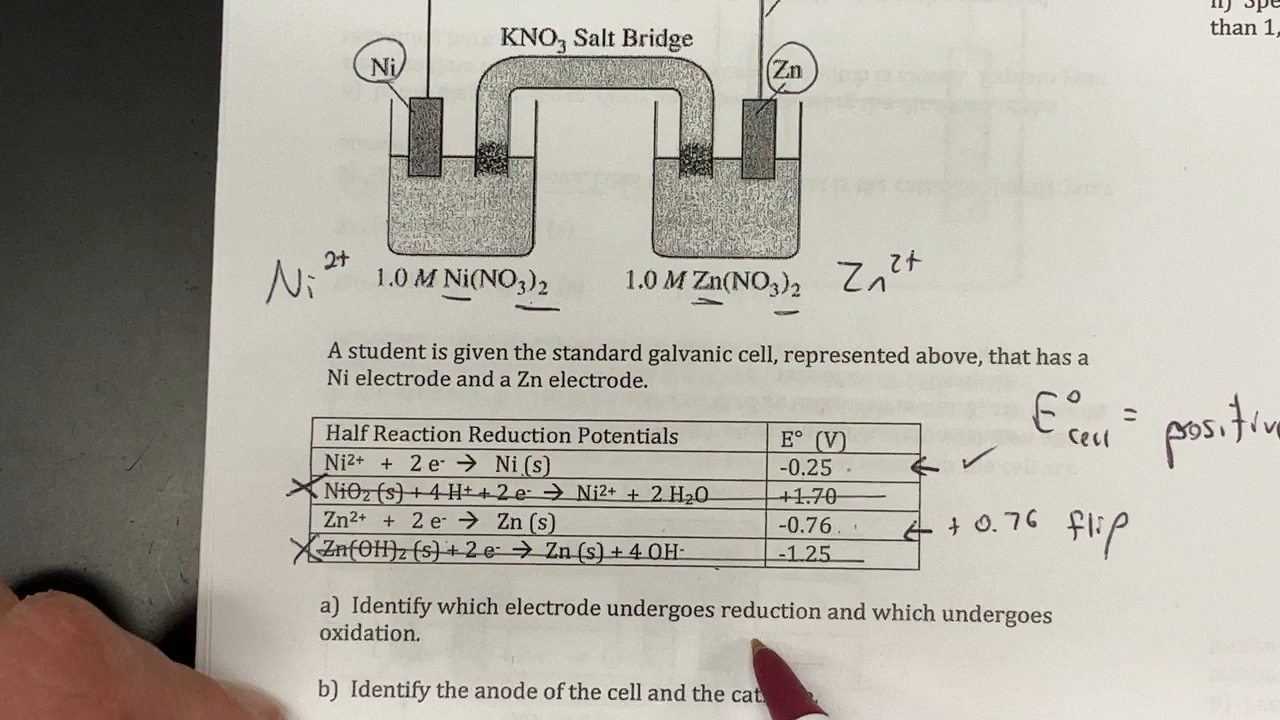 than 1,
KNO₃ Salt Bridge
Ni
Zn
Ni²⁺ 1.0 M Ni(NO₃)₂ 1.0 M Zn(NO₃)₂ Zn²⁺
A student is given the standard galvanic cell, represented above, that has a
Ni electrode and a Zn electrode.
E°cell =
Half Reaction Reduction Potentials E° (V)
Ni²⁺ + 2 e⁻ → Ni (s) -0.25 ← ✓
NiO₂ (s) + 4 H⁺ + 2 e⁻ → Ni²⁺ + 2 H₂O +1.70
Zn²⁺ + 2 e⁻ → Zn (s) -0.76 ← + 0.76 flip
Zn(OH)₂ (s) + 2 e⁻ → Zn (s) + 4 OH⁻ -1.25
a) Identify which electrode undergoes reduction and which undergoes
oxidation.
b) Identify the anode of the cell and the